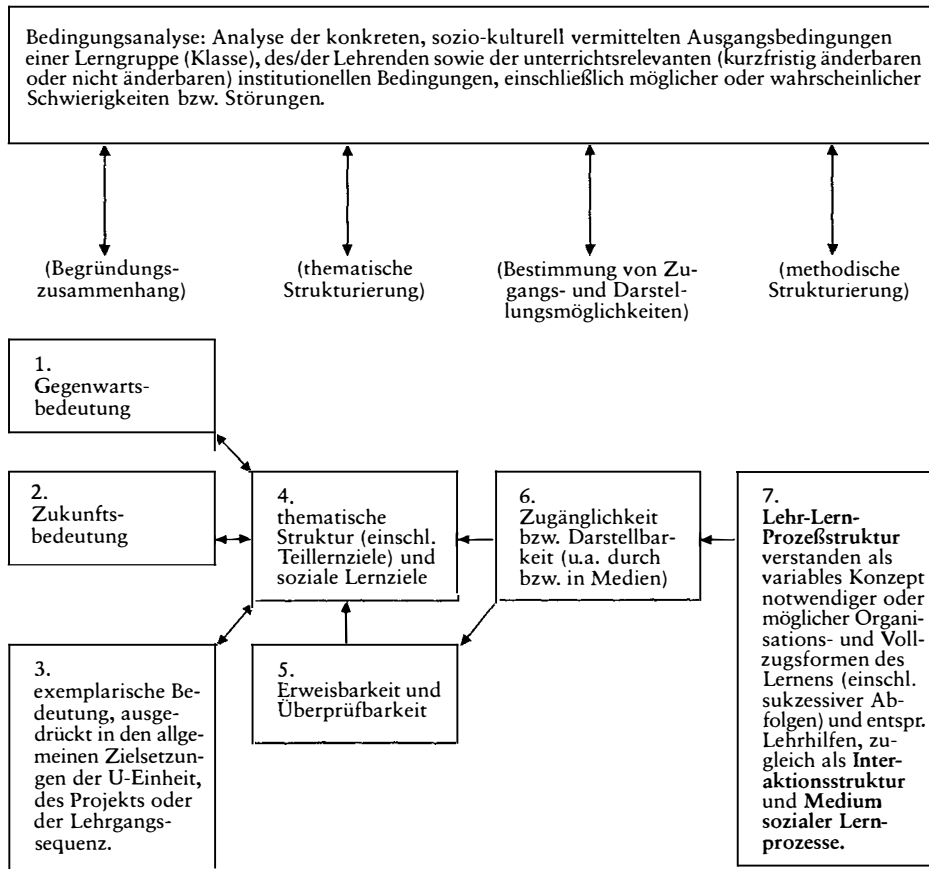 Bedingungsanalyse: Analyse der konkreten, sozio-kulturell vermittelten Ausgangsbedingungen
einer Lerngruppe (Klasse), des/der Lehrenden sowie der unterrichtsrelevanten (kurzfristig änderbaren
oder nicht änderbaren) institutionellen Bedingungen, einschließlich möglicher oder wahrscheinlicher
Schwierigkeiten bzw. Störungen.
(Begründungs-
zusammenhang)
(thematische
Strukturierung)
(Bestimmung von Zu-
gangs- und Darstel-
lungsmöglichkeiten)
(methodische
Strukturierung)
1.
Gegenwarts-
bedeutung
2.
Zukunfts-
bedeutung
3.
exemplarische Be-
deutung, ausge-
drückt in den allge-
meinen Zielsetzun-
gen der U-Einheit,
des Projekts oder
der Lehrgangs-
sequenz.
4.
thematische
Struktur (einschl.
Teillernziele) und
soziale Lernziele
5.
Erweisbarkeit und
Überprüfbarkeit
6.
Zugänglichkeit
bzw. Darstellbar-
keit (u.a. durch
bzw. in Medien)
7.
Lehr-Lern-
Prozeßstruktur
verstanden als
variables Konzept
notwendiger oder
möglicher Organi-
sations- und Voll-
zugsformen des
Lernens (einschl.
sukzessiver Ab-
folgen) und entspr.
Lehrhilfen, zu-
gleich als Inter-
aktionsstruktur
und Medium
sozialer Lern-
prozesse.